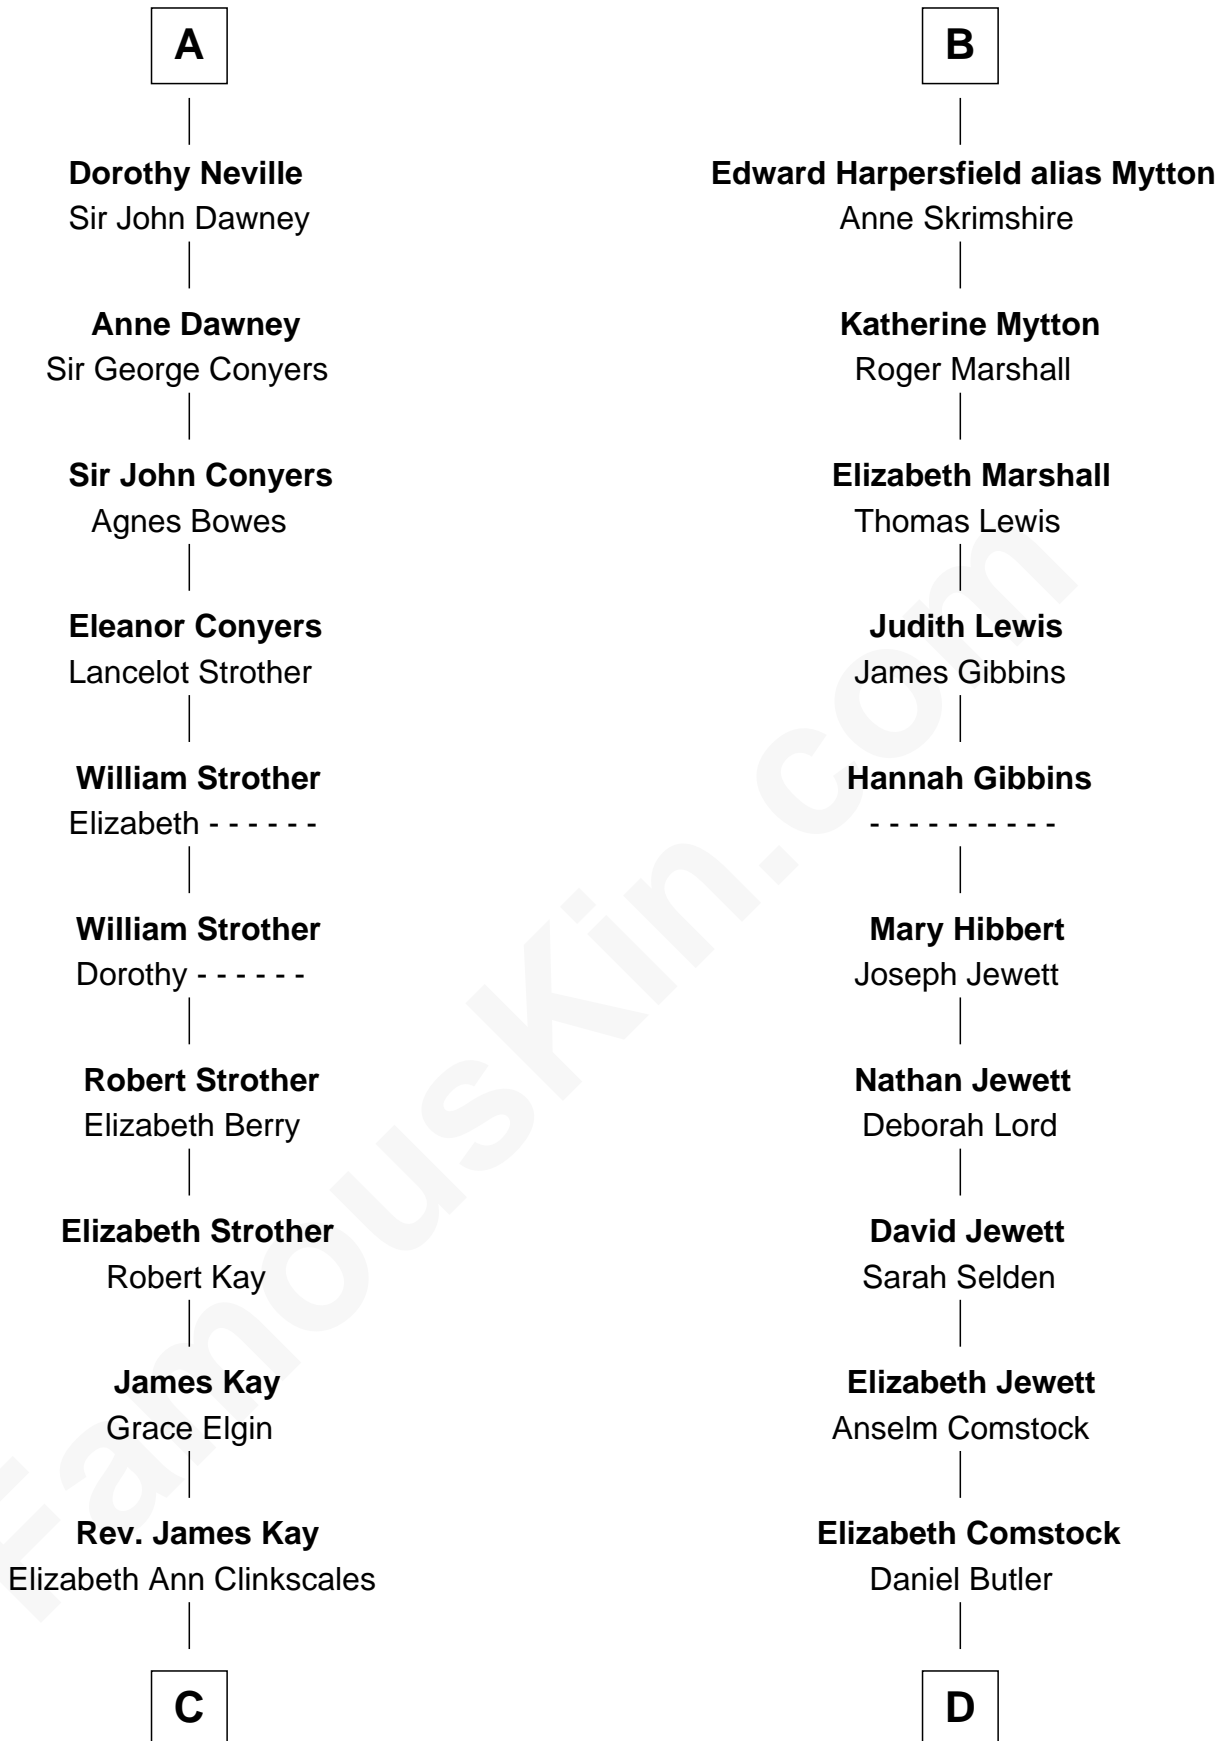 A
Dorothy Neville
Sir John Dawney
Anne Dawney
Sir George Conyers
Sir John Conyers
Agnes Bowes
Eleanor Conyers
Lancelot Strother
William Strother
Elizabeth - - - - - -
William Strother
Dorothy - - - - - -
Robert Strother
Elizabeth Berry
Elizabeth Strother
Robert Kay
James Kay
Grace Elgin
Rev. James Kay
Elizabeth Ann Clinkscales
C
B
Edward Harpersfield alias Mytton
Anne Skrimshire
Katherine Mytton
Roger Marshall
Elizabeth Marshall
Thomas Lewis
Judith Lewis
James Gibbins
Hannah Gibbins
- - - - - - - - - -
Mary Hibbert
Joseph Jewett
Nathan Jewett
Deborah Lord
David Jewett
Sarah Selden
Elizabeth Jewett
Anselm Comstock
Elizabeth Comstock
Daniel Butler
D
FamousKin.com